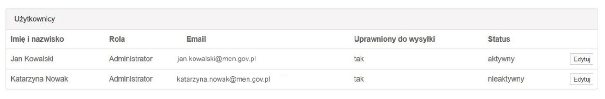 Użytkownicy
Imię i nazwisko Rola Email Uprawniony do wysyłki Status
Jan Kowalski Administrator jan.kowalski@men.gov.pl tak aktywny Edytuj
Katarzyna Nowak Administrator katarzyna.nowak@men.gov.pl tak nieaktywny Edytuj